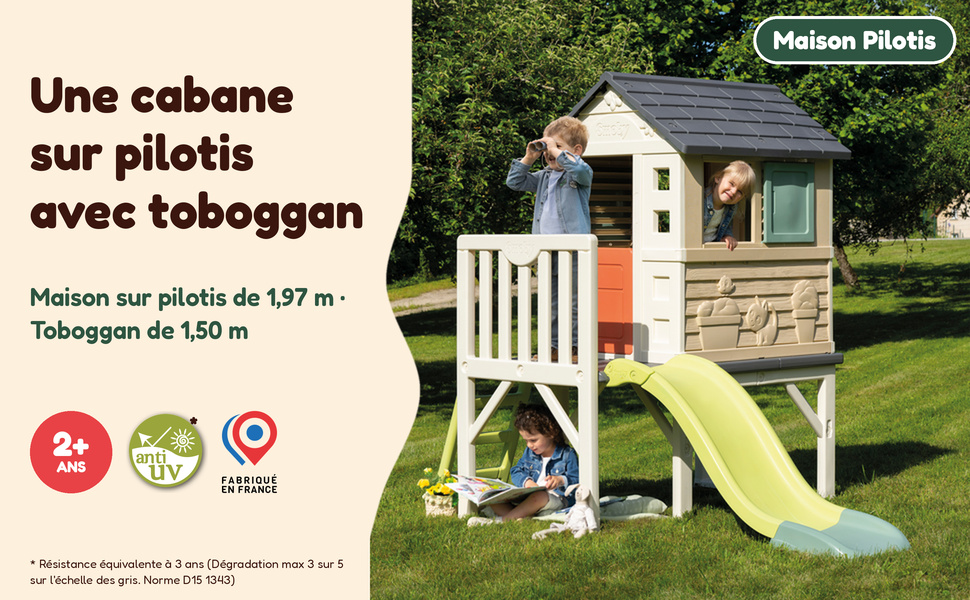 Maison Pilotis
Une cabane
sur pilotis
avec toboggan
Maison sur pilotis de 1,97 m ·
Toboggan de 1,50 m
2+
ANS
anti
UV
*
FABRIQUÉ
EN FRANCE
* Résistance équivalente à 3 ans (Dégradation max 3 sur 5
sur l'échelle des gris. Norme D15 1343)
Smoby